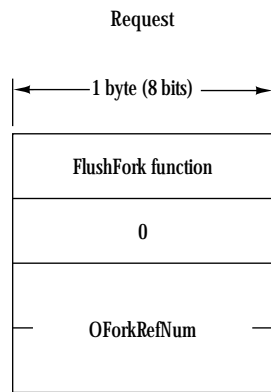 Request
1 byte (8 bits)
FlushFork function
0
OForkRefNum